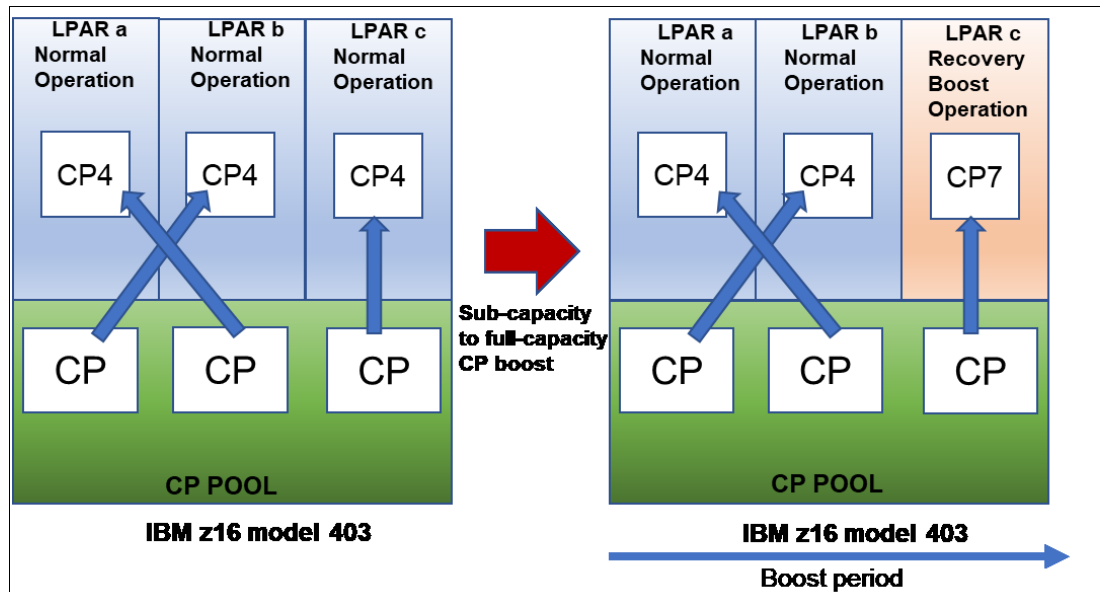 LPAR a
Normal
Operation
LPAR b
Normal
Operation
LPAR c
Normal
Operation
CP4
CP4
CP4
CP
CP
CP
CP POOL
IBM z16 model 403
Sub-capacity
to full-capacity
CP boost
LPAR a
Normal
Operation
LPAR b
Normal
Operation
LPAR c
Recovery
Boost
Operation
CP4
CP4
CP7
CP
CP
CP
CP POOL
IBM z16 model 403
Boost period